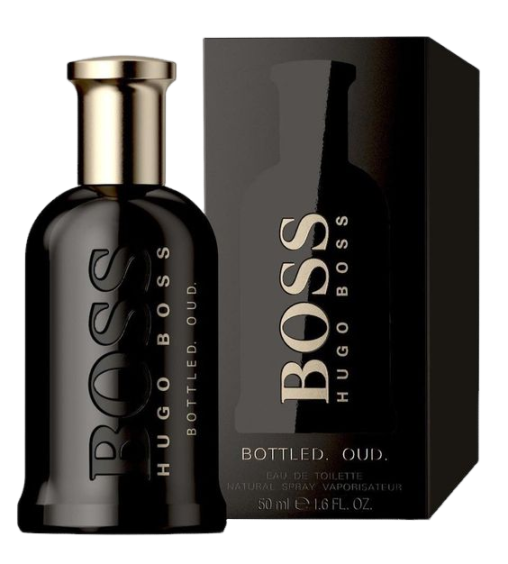 BOSS
HUGO BOSS
BOTTLED. OUD.
BOSS
HUGO BOSS
BOTTLED. OUD.
EAU DE TOILETTE
NATURAL SPRAY VAPORISATEUR
50 ml ℮ 1.6 FL. OZ.